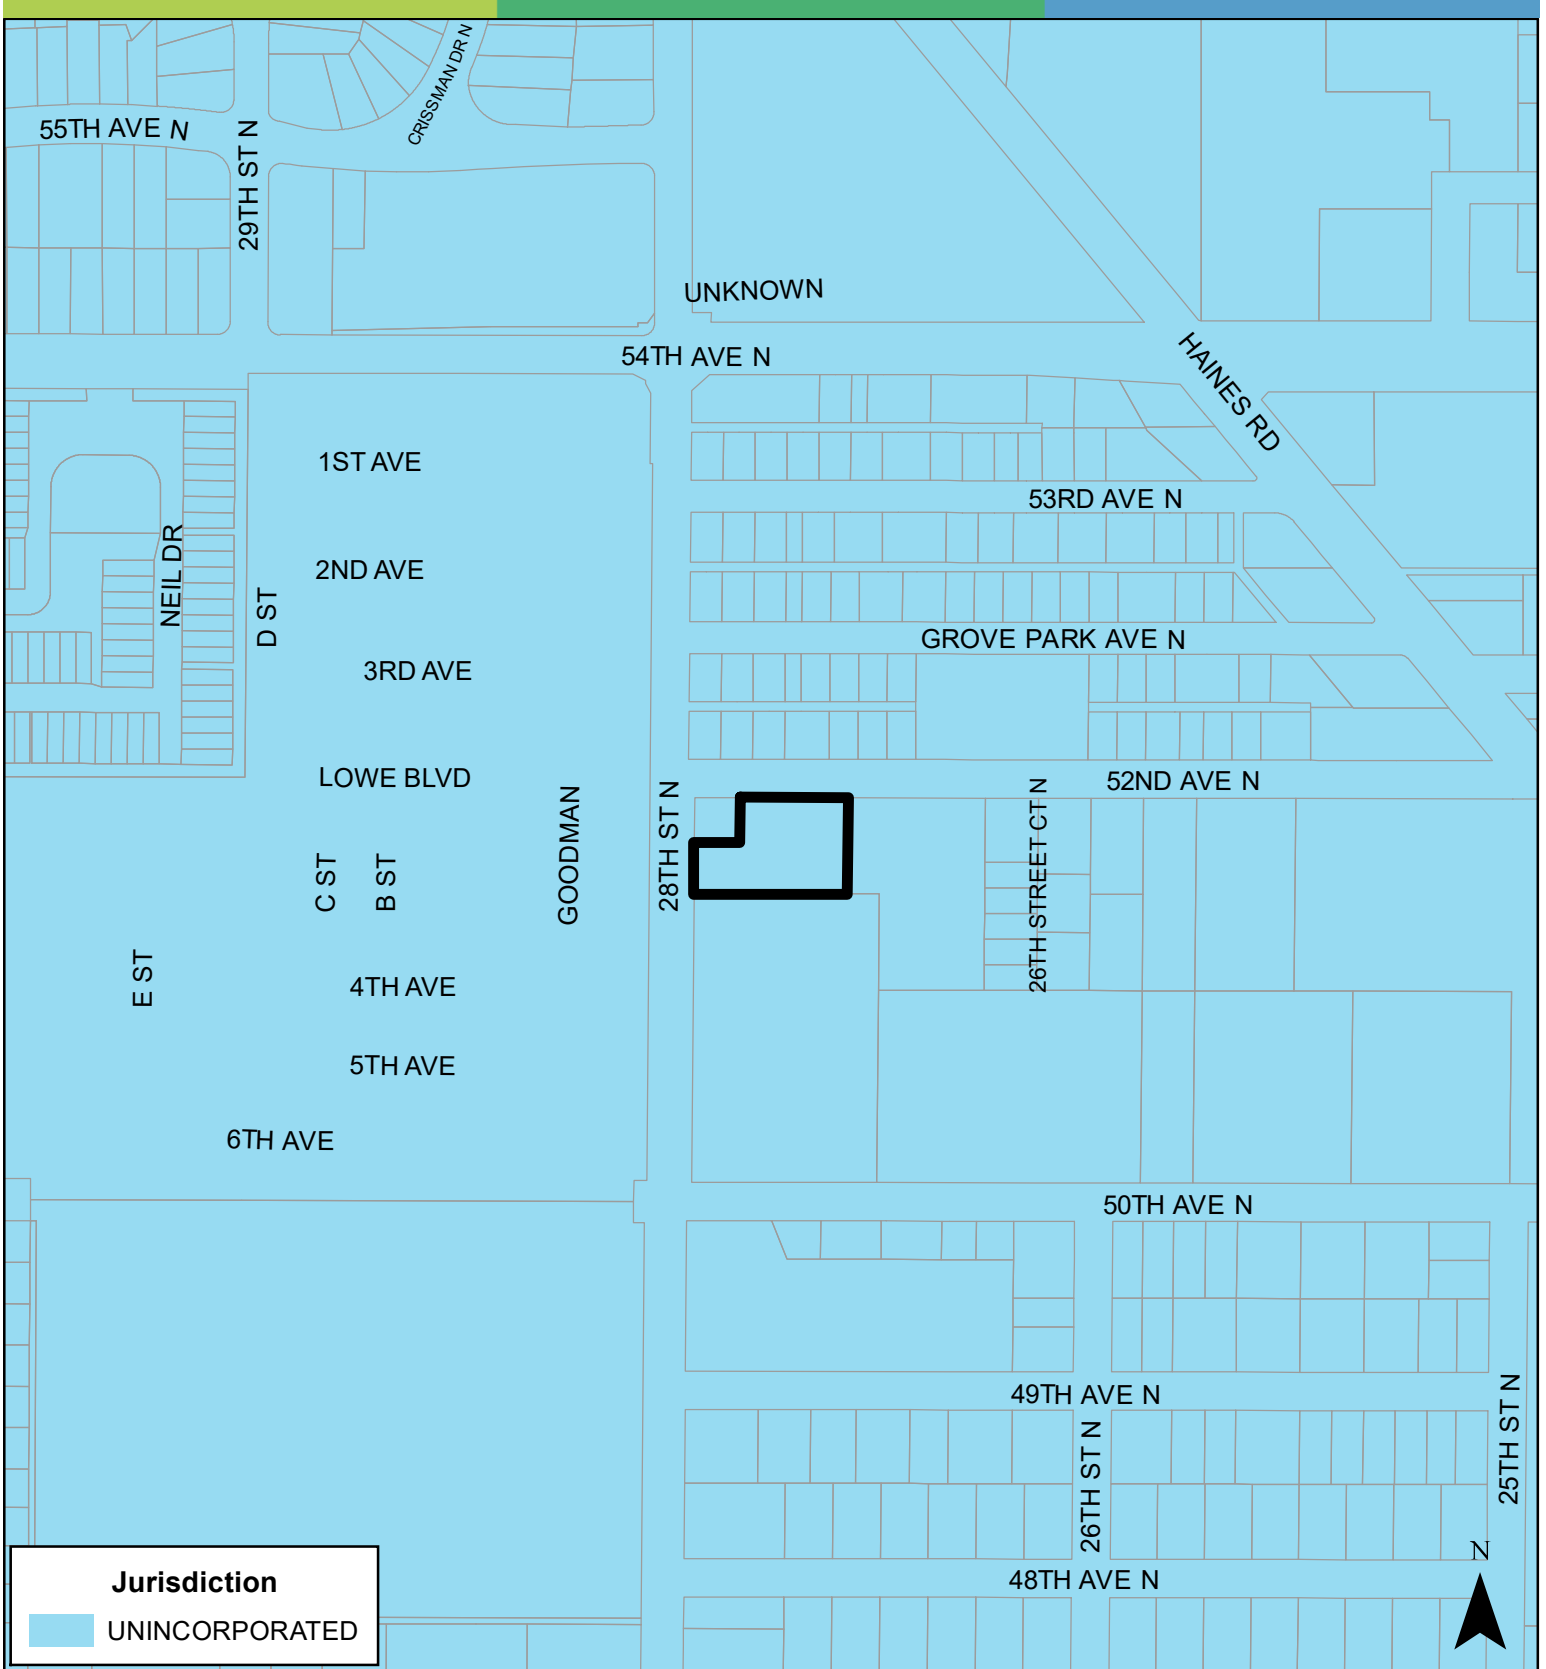 CRISSMAN DR N
55TH AVE N
29TH ST N
UNKNOWN
54TH AVE N
HAINES RD
1ST AVE
53RD AVE N
2ND AVE
NEIL DR
D ST
GROVE PARK AVE N
3RD AVE
LOWE BLVD
52ND AVE N
GOODMAN
28TH ST N
26TH STREET CT N
C ST
B ST
E ST
4TH AVE
5TH AVE
6TH AVE
50TH AVE N
49TH AVE N
26TH ST N
25TH ST N
48TH AVE N
N
Jurisdiction
UNINCORPORATED